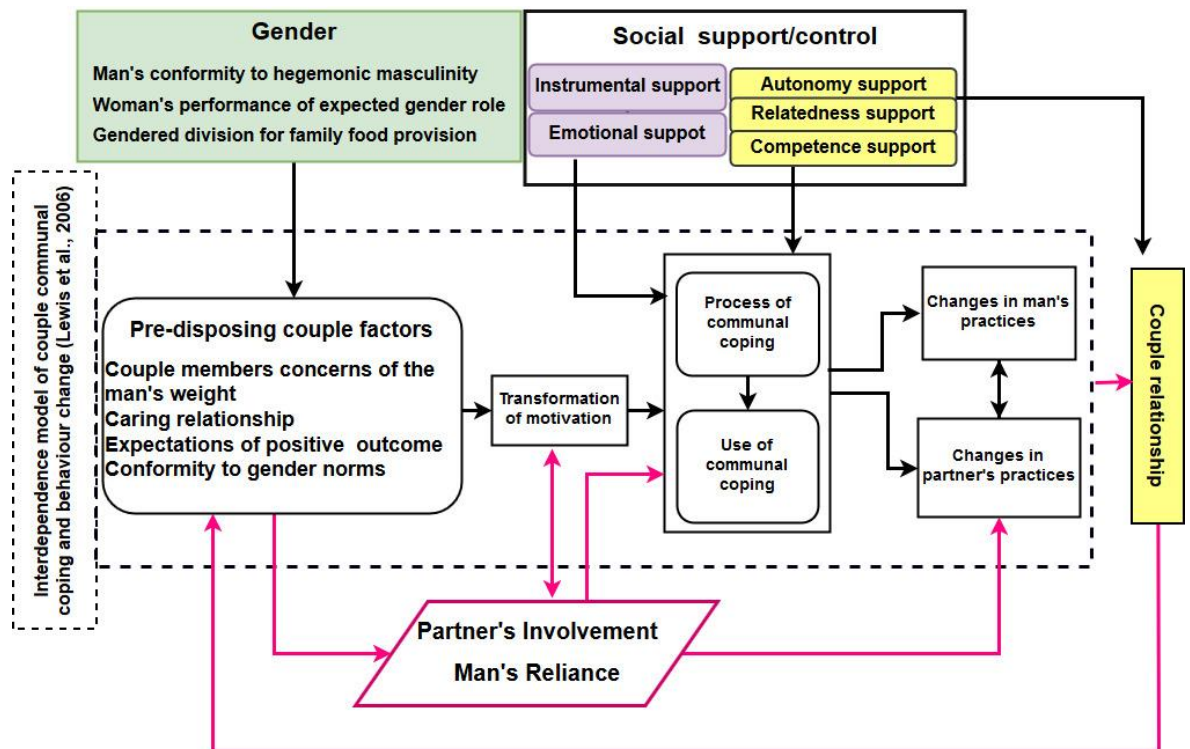 Gender
Man's conformity to hegemonic masculinity
Woman's performance of expected gender role
Gendered division for family food provision
Social support/control
Instrumental support
Emotional suppot
Autonomy support
Relatedness support
Competence support
Interdependence model of couple communal
coping and behaviour change (Lewis et al., 2006)
Pre-disposing couple factors
Couple members concerns of the
man's weight
Caring relationship
Expectations of positive outcome
Conformity to gender norms
Transformation
of motivation
Process of
communal
coping
Use of
communal
coping
Changes in man's
practices
Changes in
partner's practices
Couple relationship
Partner's Involvement
Man's Reliance